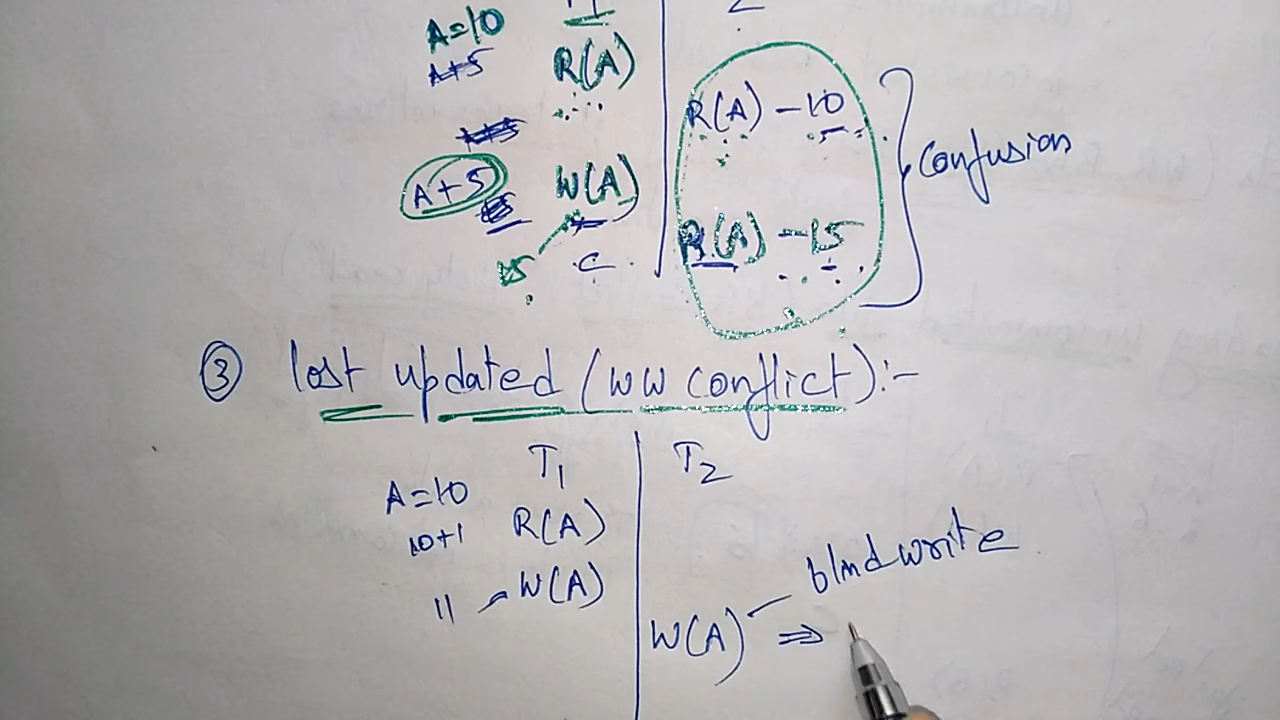 A=10
A+5 R(A)
R(A) - 10
A+5 W(A)
confusion
R(A) - 15
15 C
③ lost updated (WW conflict):-
T1 T2
A=10
10+1 R(A)
11 W(A)
blind write
W(A) ⇒